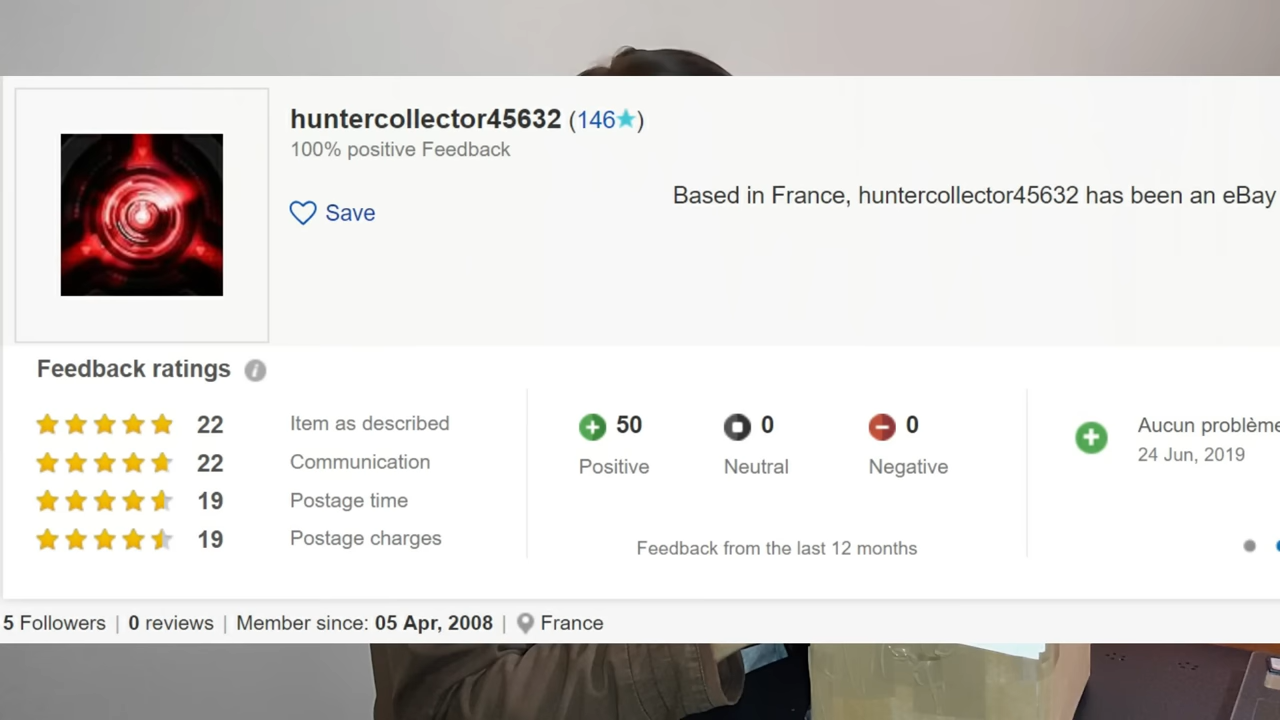 huntercollector45632 (146★)
100% positive Feedback
Save
Based in France, huntercollector45632 has been an eBay
Feedback ratings i
22 Item as described
22 Communication
19 Postage time
19 Postage charges
50 0 0
Positive Neutral Negative
Feedback from the last 12 months
Aucun problème
24 Jun, 2019
5 Followers | 0 reviews | Member since: 05 Apr, 2008 | France